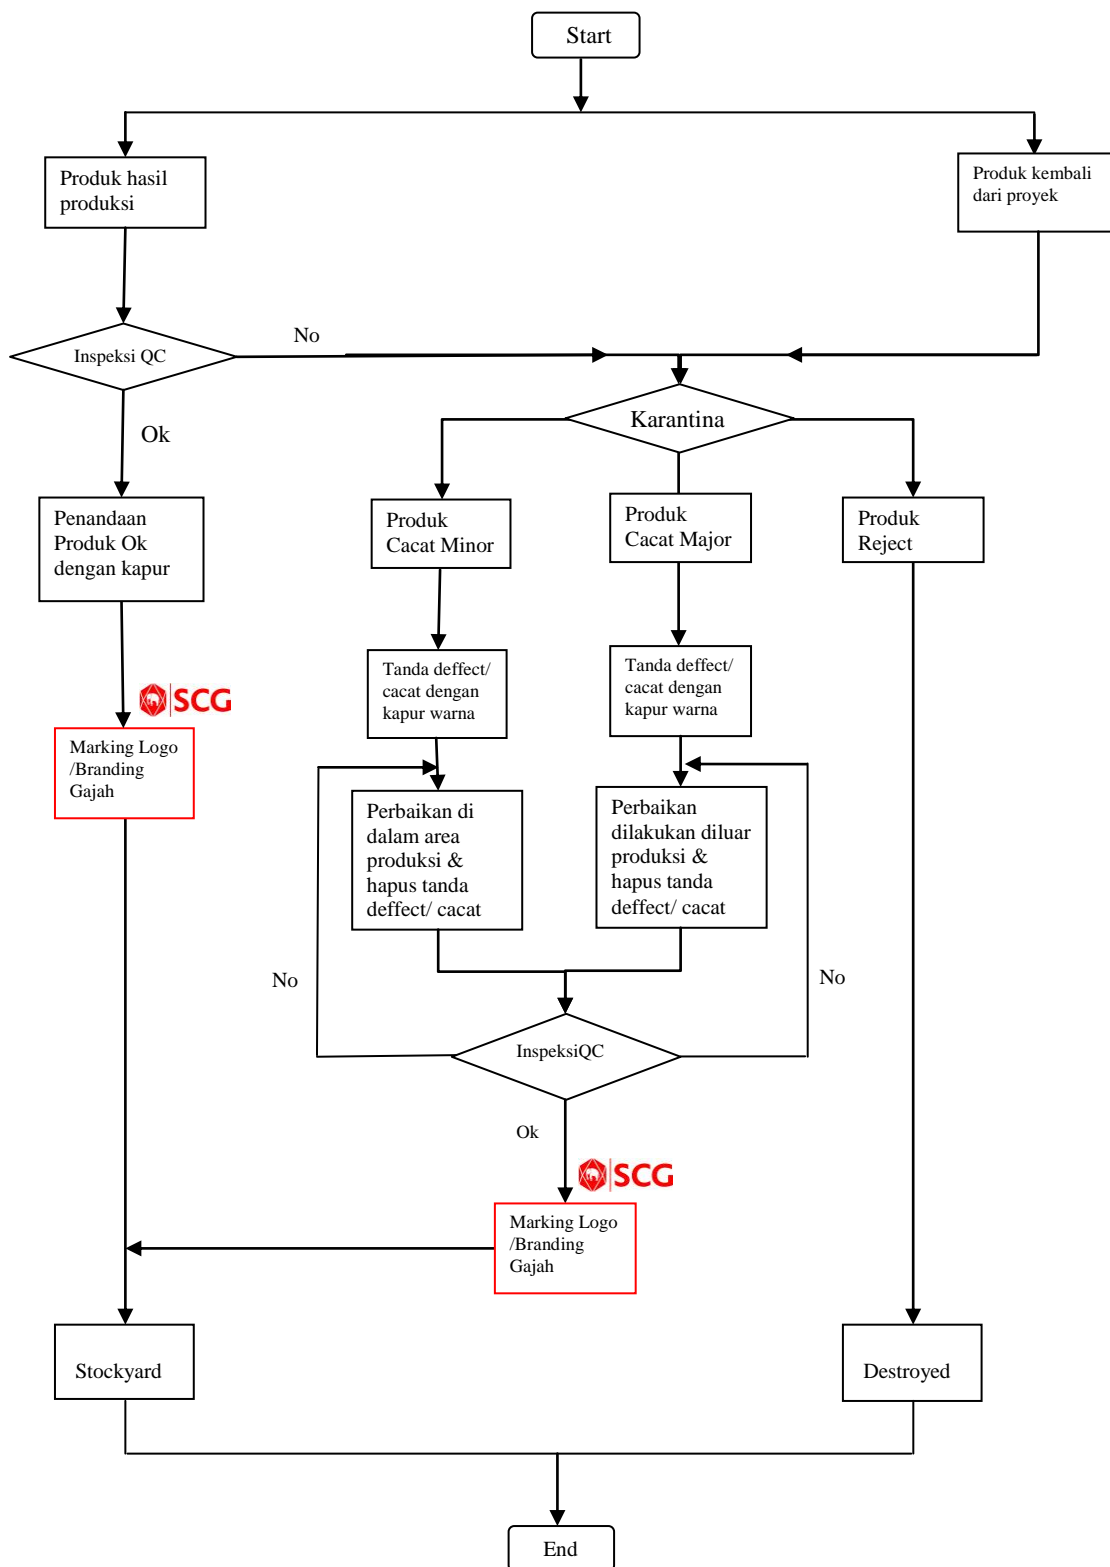 Start
Produk hasil
produksi
Produk kembali
dari proyek
Inspeksi QC
No
Ok
Karantina
Penandaan
Produk Ok
dengan kapur
Produk
Cacat Minor
Produk
Cacat Major
Produk
Reject
Tanda deffect/
cacat dengan
kapur warna
Tanda deffect/
cacat dengan
kapur warna
SCG
Marking Logo
/Branding
Gajah
Perbaikan di
dalam area
produksi &
hapus tanda
deffect/ cacat
Perbaikan
dilakukan diluar
produksi &
hapus tanda
deffect/ cacat
No
No
InspeksiQC
Ok
SCG
Marking Logo
/Branding
Gajah
Stockyard
Destroyed
End